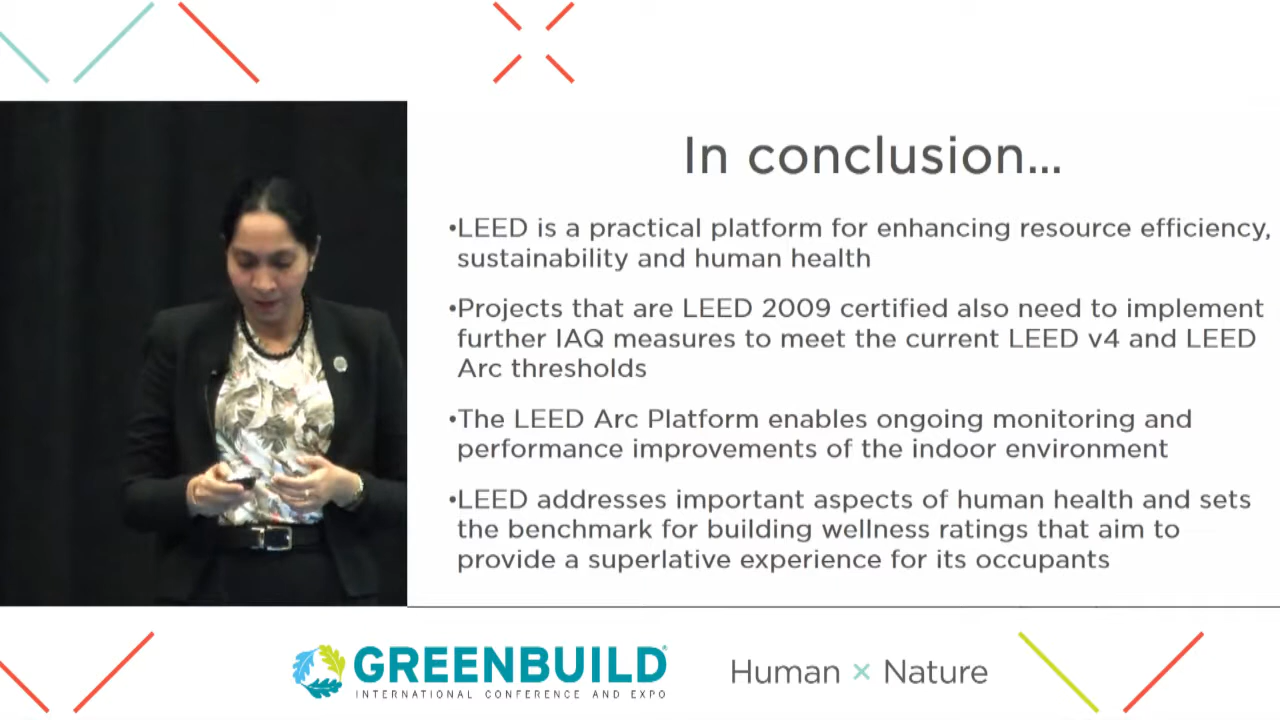 In conclusion...
•LEED is a practical platform for enhancing resource efficiency,
sustainability and human health
•Projects that are LEED 2009 certified also need to implement
further IAQ measures to meet the current LEED v4 and LEED
Arc thresholds
•The LEED Arc Platform enables ongoing monitoring and
performance improvements of the indoor environment
•LEED addresses important aspects of human health and sets
the benchmark for building wellness ratings that aim to
provide a superlative experience for its occupants
GREENBUILD®
INTERNATIONAL CONFERENCE AND EXPO
Human × Nature